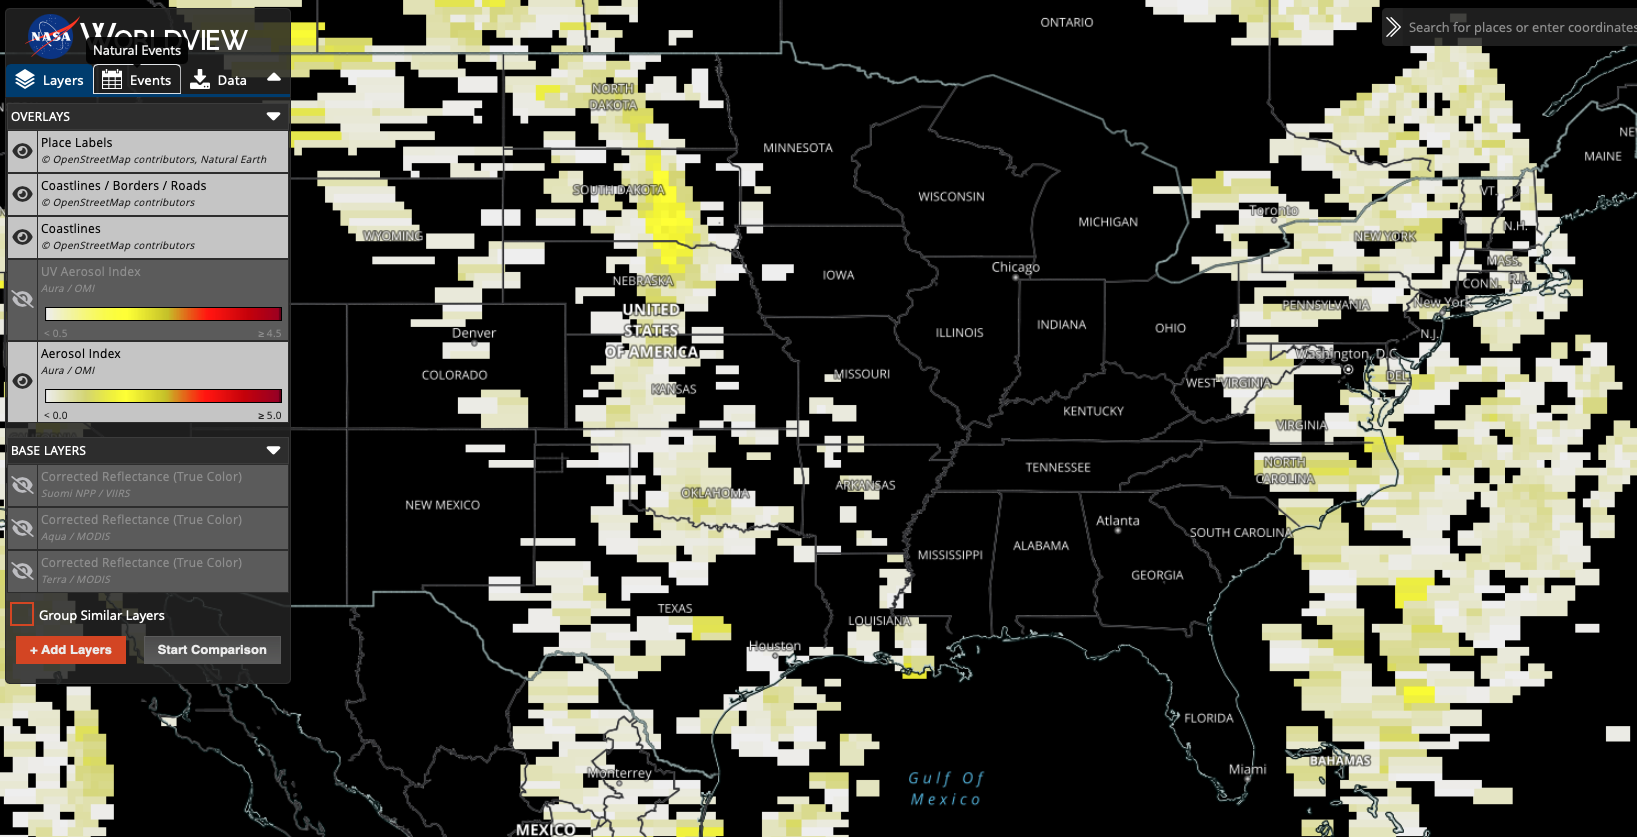 NASA
WORLDVIEW
Natural Events
Layers
Events
Data
Search for places or enter coordinates
OVERLAYS
Place Labels
© OpenStreetMap contributors, Natural Earth
Coastlines / Borders / Roads
© OpenStreetMap contributors
Coastlines
© OpenStreetMap contributors
UV Aerosol Index
Aura / OMI
< 0.5
≥ 4.5
Aerosol Index
Aura / OMI
< 0.0
≥ 5.0
BASE LAYERS
Corrected Reflectance (True Color)
Suomi NPP / VIIRS
Corrected Reflectance (True Color)
Aqua / MODIS
Corrected Reflectance (True Color)
Terra / MODIS
Group Similar Layers
+ Add Layers
Start Comparison
ONTARIO
NORTH
DAKOTA
MINNESOTA
MAINE
SOUTH DAKOTA
WISCONSIN
VT.
Toronto
MICHIGAN
N.H.
WYOMING
NEW YORK
MASS.
Chicago
IOWA
NEBRASKA
CONN.
R.I.
New York
PENNSYLVANIA
UNITED
STATES
OF AMERICA
Denver
ILLINOIS
INDIANA
OHIO
N.J.
Washington, D.C.
COLORADO
MISSOURI
DEL.
KANSAS
WEST VIRGINIA
KENTUCKY
VIRGINIA
TENNESSEE
NORTH
CAROLINA
OKLAHOMA
ARKANSAS
NEW MEXICO
Atlanta
SOUTH CAROLINA
MISSISSIPPI
ALABAMA
GEORGIA
TEXAS
LOUISIANA
Houston
FLORIDA
Monterrey
Gulf Of
Mexico
Miami
BAHAMAS
MEXICO